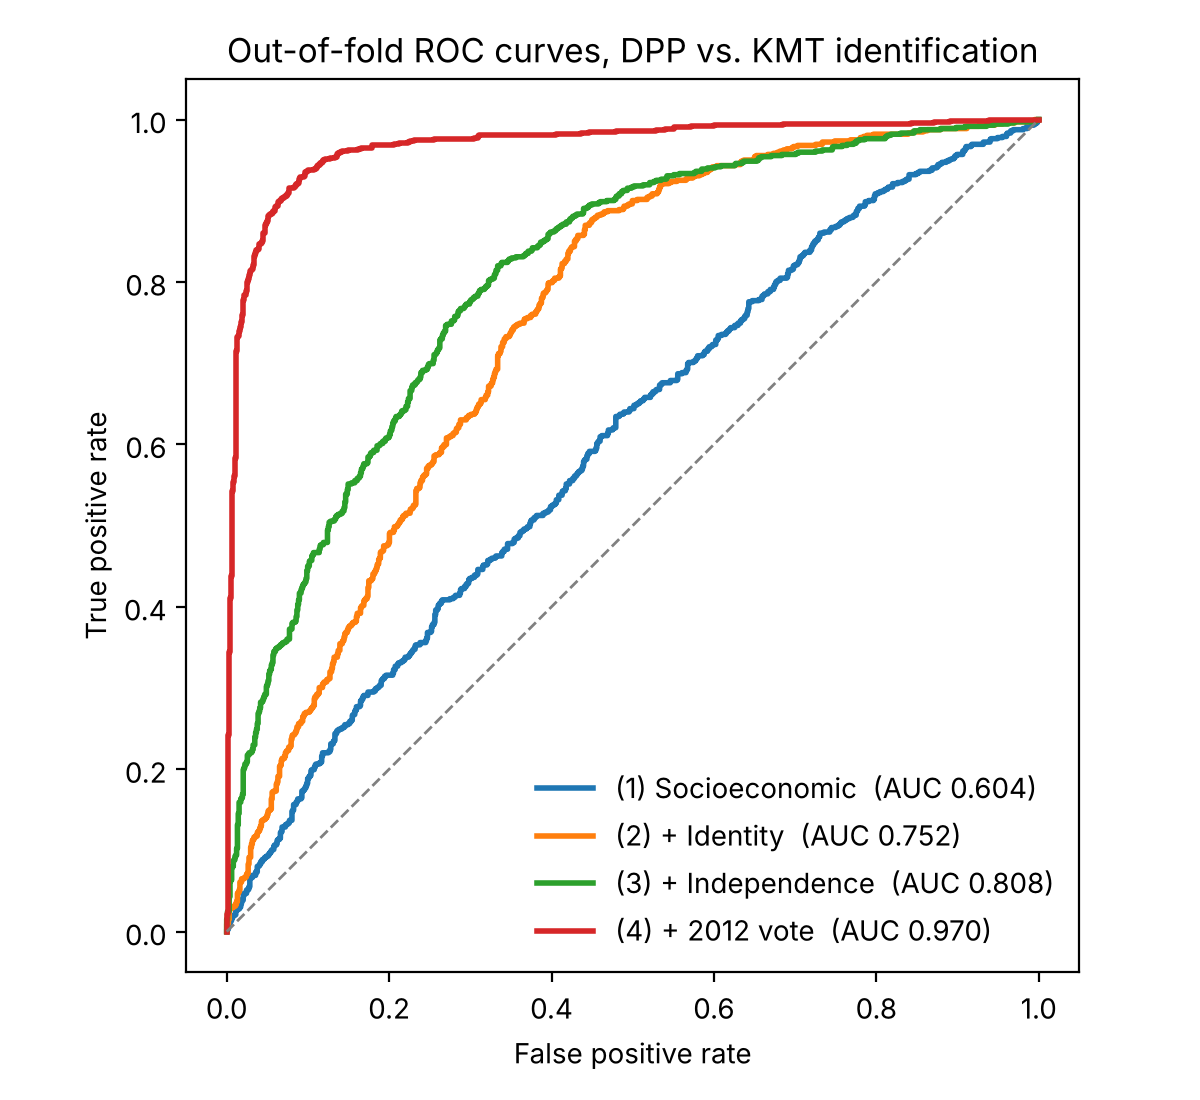 Out-of-fold ROC curves, DPP vs. KMT identification
1.0
0.8
0.6
0.4
0.2
0.0
True positive rate
(1) Socioeconomic (AUC 0.604)
(2) + Identity (AUC 0.752)
(3) + Independence (AUC 0.808)
(4) + 2012 vote (AUC 0.970)
0.0 0.2 0.4 0.6 0.8 1.0
False positive rate